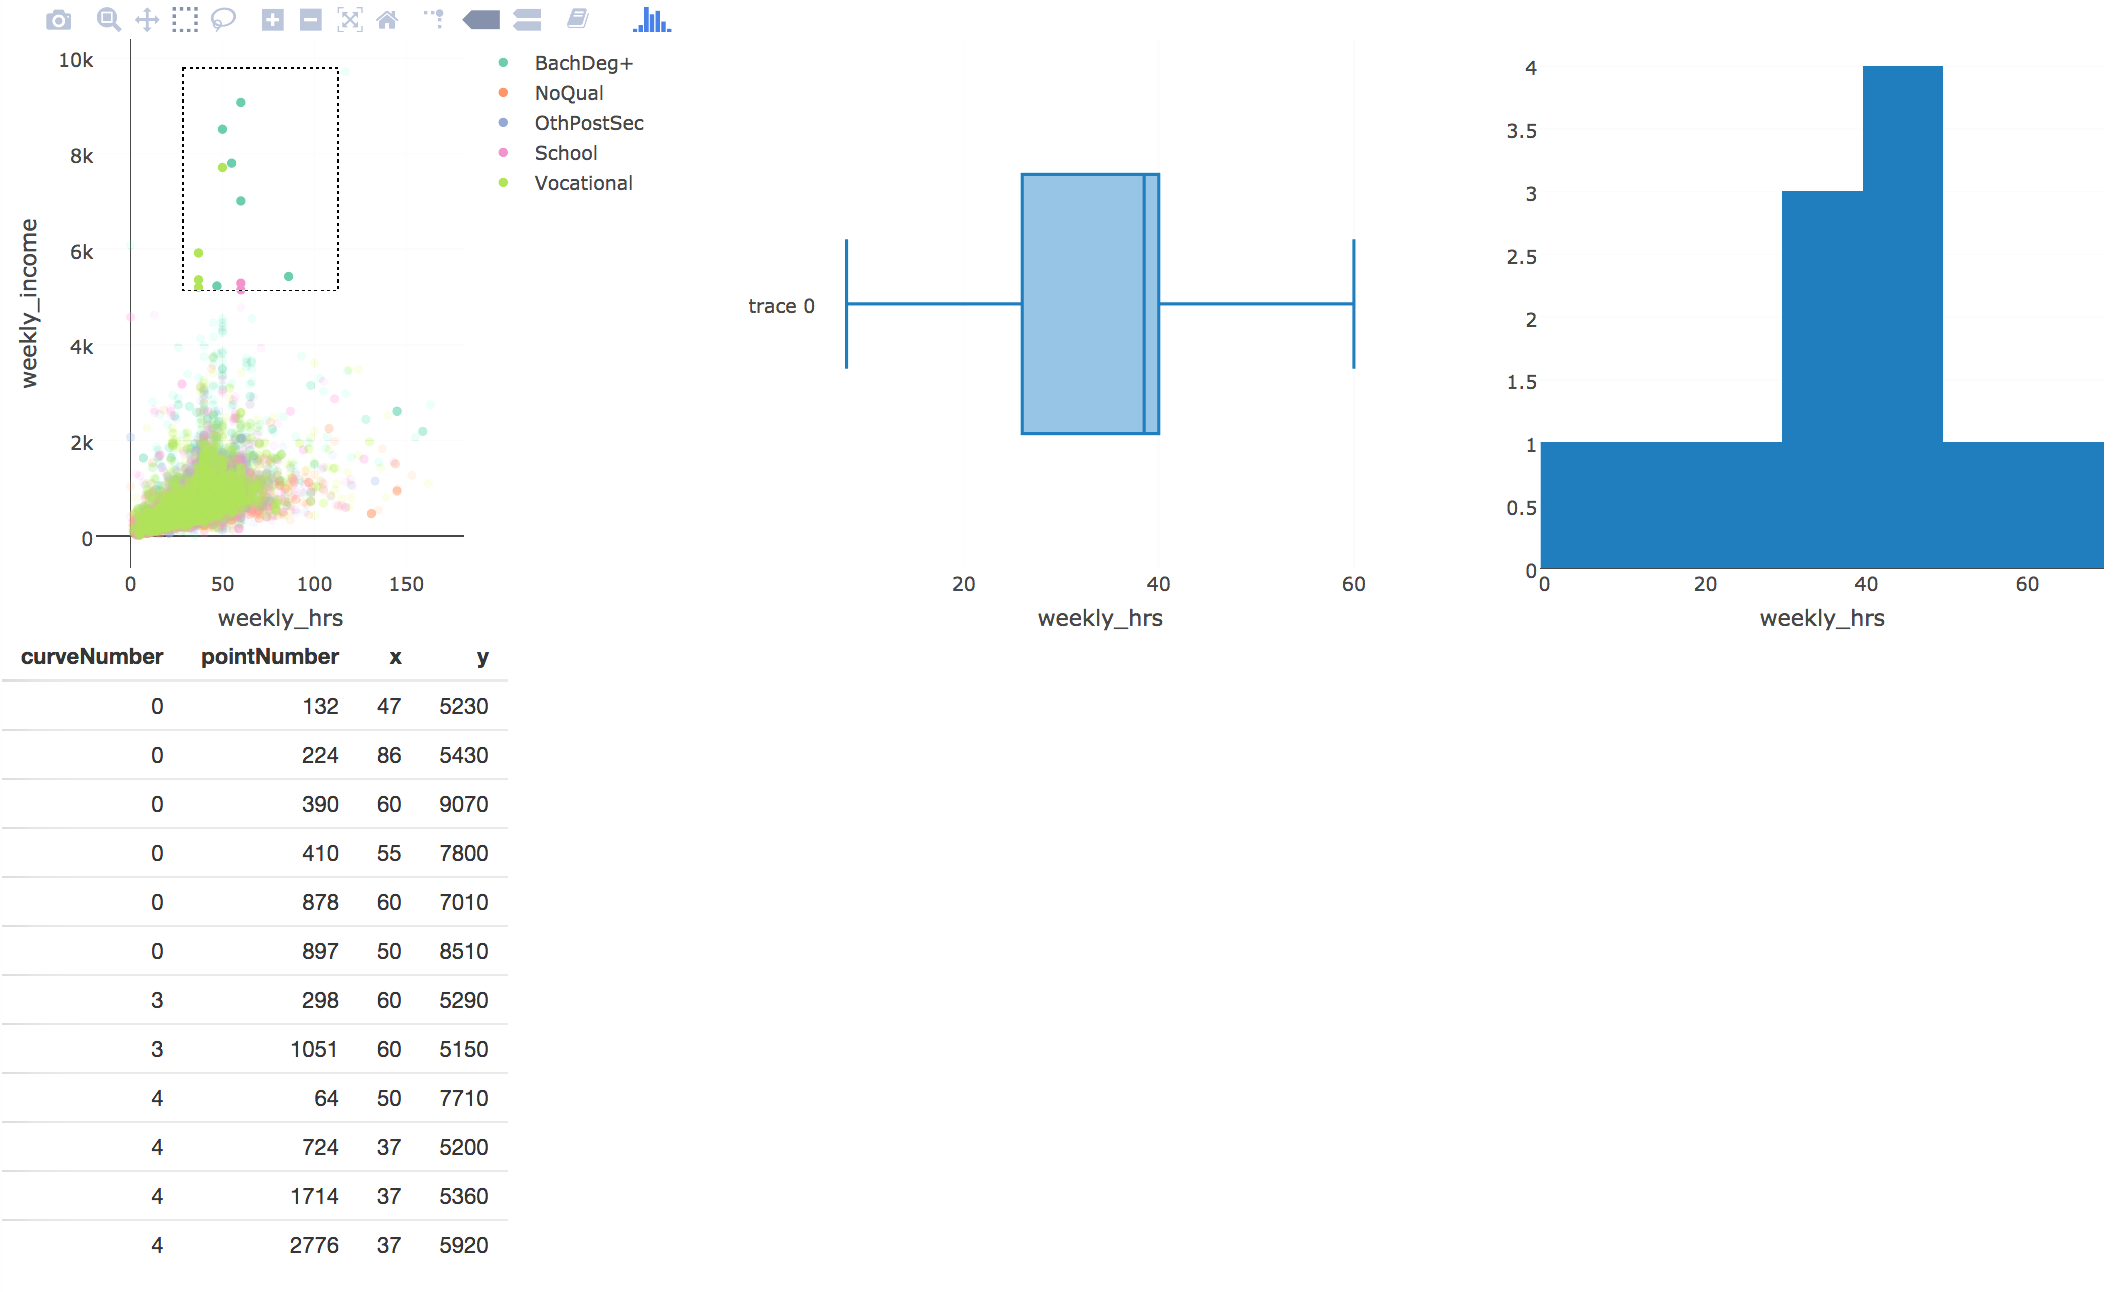 10k
8k
6k
4k
2k
0
weekly_income
0 50 100 150
weekly_hrs
BachDeg+
NoQual
OthPostSec
School
Vocational
trace 0
20 40 60
weekly_hrs
4
3.5
3
2.5
2
1.5
1
0.5
0
0 20 40 60
weekly_hrs
curveNumber pointNumber x y
0 132 47 5230
0 224 86 5430
0 390 60 9070
0 410 55 7800
0 878 60 7010
0 897 50 8510
3 298 60 5290
3 1051 60 5150
4 64 50 7710
4 724 37 5200
4 1714 37 5360
4 2776 37 5920